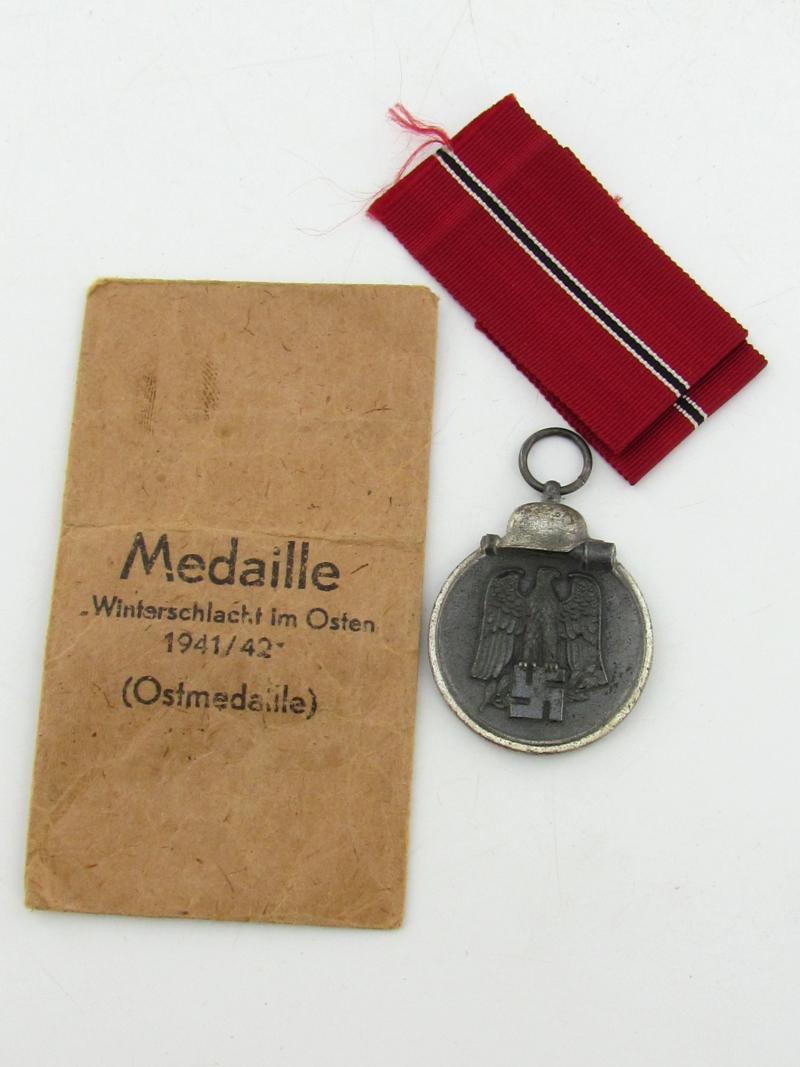 Medaille
„Winterschlacht im Osten
1941/42“
(Ostmedaille)